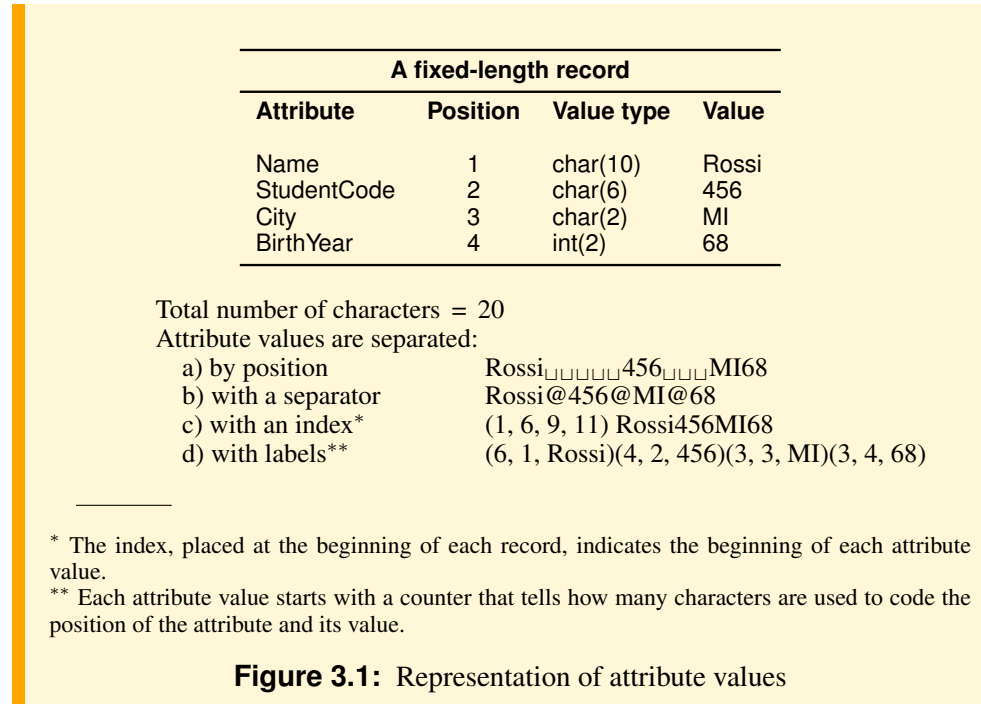 A fixed-length record
Attribute Position Value type Value
Name 1 char(10) Rossi
StudentCode 2 char(6) 456
City 3 char(2) MI
BirthYear 4 int(2) 68
Total number of characters = 20
Attribute values are separated:
a) by position Rossi␣␣␣␣␣456␣␣␣MI68
b) with a separator Rossi@456@MI@68
c) with an index* (1, 6, 9, 11) Rossi456MI68
d) with labels** (6, 1, Rossi)(4, 2, 456)(3, 3, MI)(3, 4, 68)
* The index, placed at the beginning of each record, indicates the beginning of each attribute
value.
** Each attribute value starts with a counter that tells how many characters are used to code the
position of the attribute and its value.
Figure 3.1: Representation of attribute values